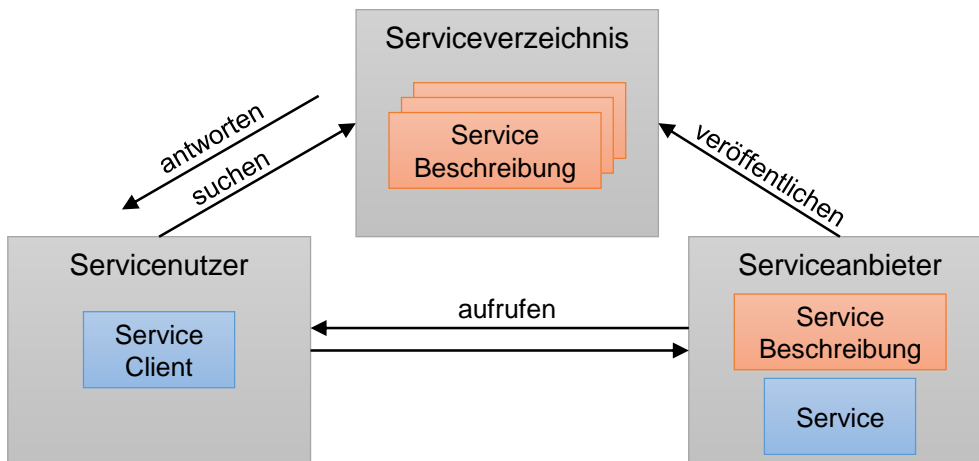 Serviceverzeichnis
Service
Beschreibung
antworten
suchen
veröffentlichen
Servicenutzer
Service
Client
aufrufen
Serviceanbieter
Service
Beschreibung
Service